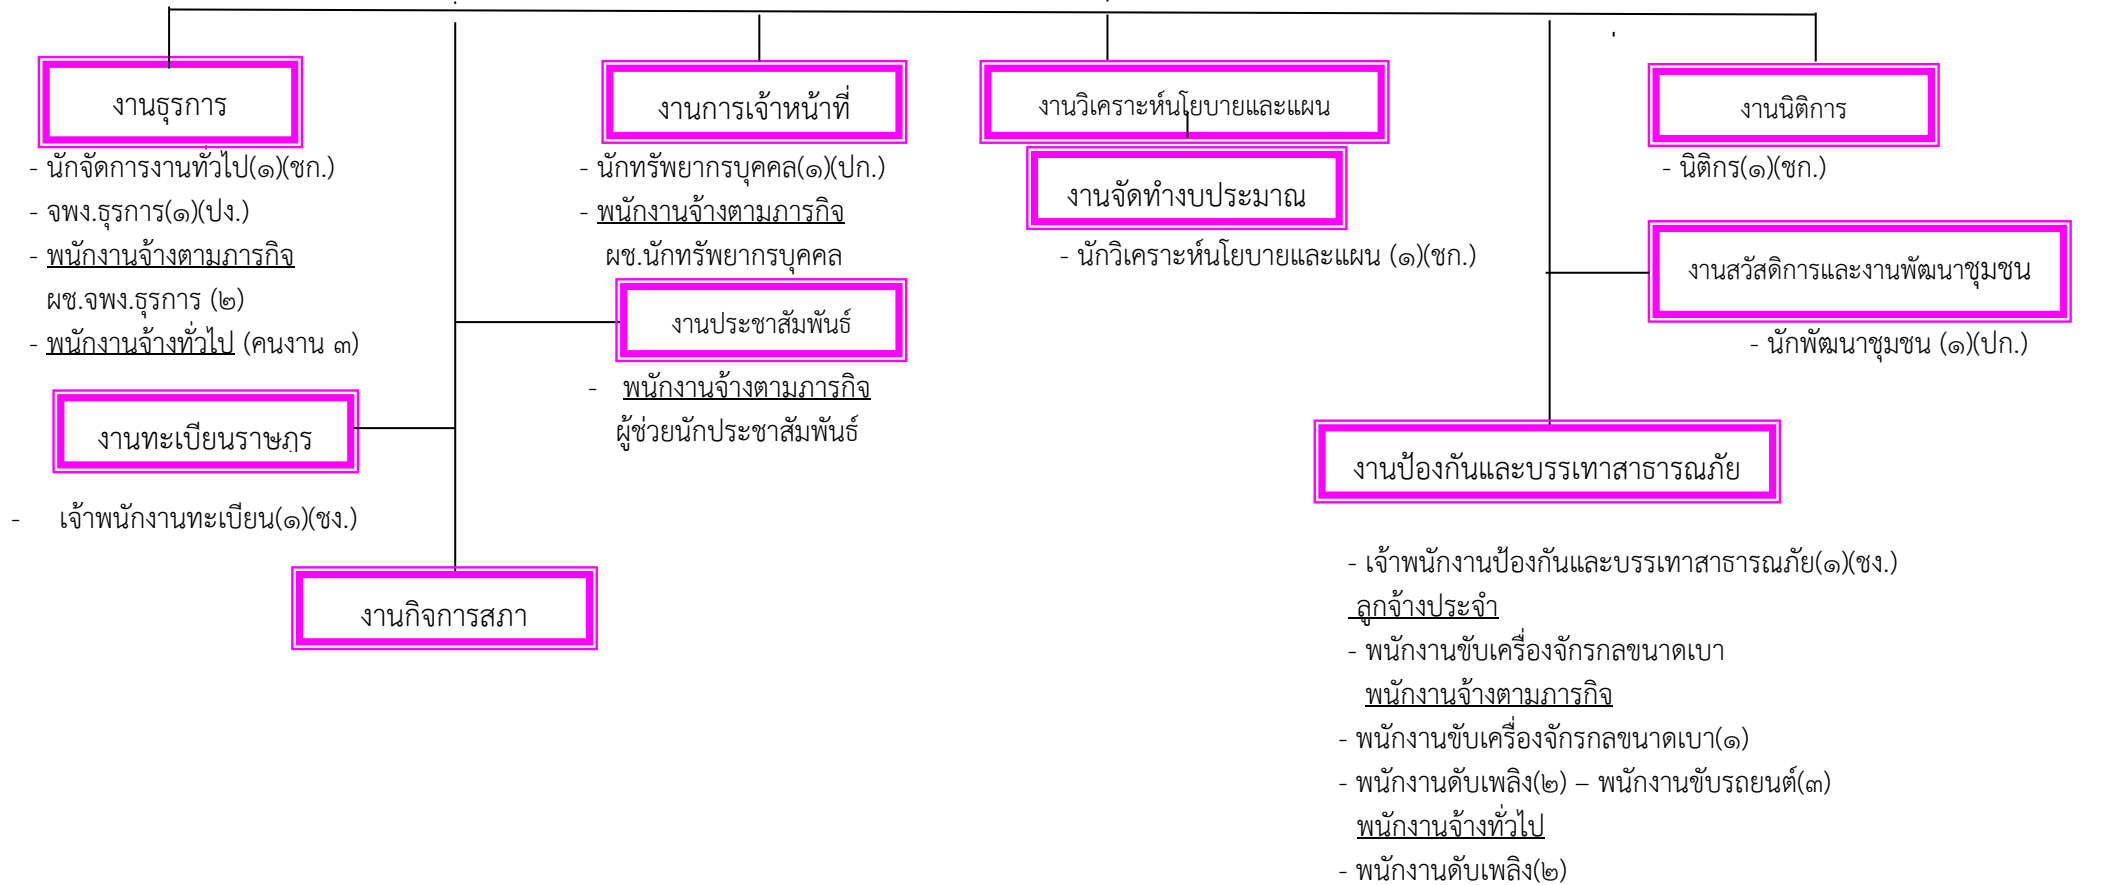 งานธุรการ
- นักจัดการงานทั่วไป(๑)(ชก.)
- จพง.ธุรการ(๑)(ปง.)
- พนักงานจ้างตามภารกิจ
ผช.จพง.ธุรการ (๒)
- พนักงานจ้างทั่วไป (คนงาน ๓)
งานทะเบียนราษฎร
- เจ้าพนักงานทะเบียน(๑)(ชง.)
งานกิจการสภา
งานการเจ้าหน้าที่
- นักทรัพยากรบุคคล(๑)(ปก.)
- พนักงานจ้างตามภารกิจ
ผช.นักทรัพยากรบุคคล
งานประชาสัมพันธ์
- พนักงานจ้างตามภารกิจ
ผู้ช่วยนักประชาสัมพันธ์
งานวิเคราะห์นโยบายและแผน
งานจัดทำงบประมาณ
- นักวิเคราะห์นโยบายและแผน (๑)(ชก.)
งานนิติการ
- นิติกร(๑)(ชก.)
งานสวัสดิการและงานพัฒนาชุมชน
- นักพัฒนาชุมชน (๑)(ปก.)
งานป้องกันและบรรเทาสาธารณภัย
- เจ้าพนักงานป้องกันและบรรเทาสาธารณภัย(๑)(ชง.)
ลูกจ้างประจำ
- พนักงานขับเครื่องจักรกลขนาดเบา
พนักงานจ้างตามภารกิจ
- พนักงานขับเครื่องจักรกลขนาดเบา(๑)
- พนักงานดับเพลิง(๒) – พนักงานขับรถยนต์(๓)
พนักงานจ้างทั่วไป
- พนักงานดับเพลิง(๒)